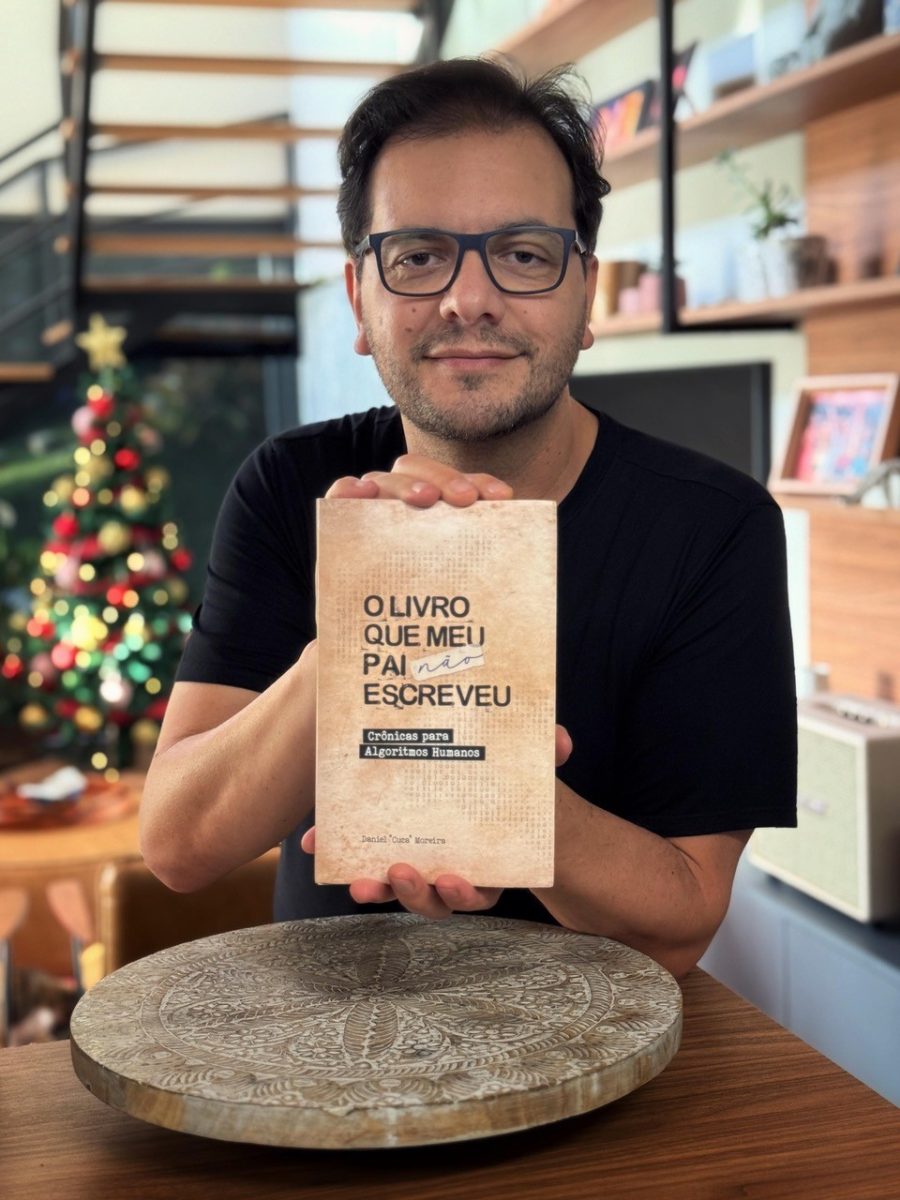 O LIVRO
QUE MEU
PAI não
ESCREVEU
Crônicas para
Algoritmos Humanos
Daniel "Cuca" Moreira